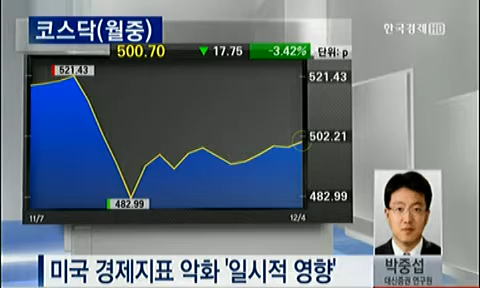 코스닥(월중)
한국경제 HD
500.70 ▼ 17.75 -3.42% 단위: p
521.43 521.43
502.21
482.99 482.99
11/7 12/4
미국 경제지표 악화 '일시적 영향'
박중섭
대신증권 연구원